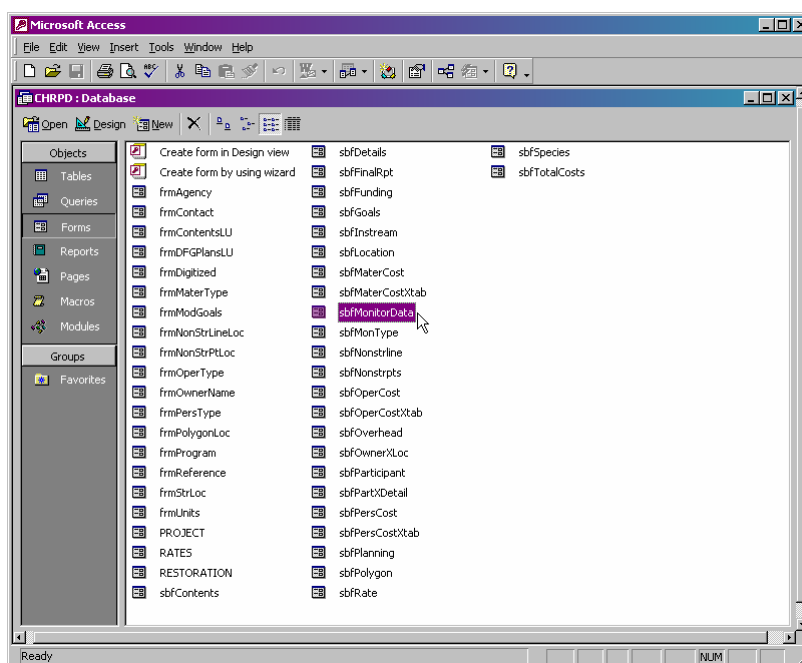 Microsoft Access
File Edit View Insert Tools Window Help
CHRPD : Database
Open Design New
Objects
Tables
Queries
Forms
Reports
Pages
Macros
Modules
Groups
Favorites
Create form in Design view
Create form by using wizard
frmAgency
frmContact
frmContentsLU
frmDFGPlansLU
frmDigitized
frmMaterType
frmModGoals
frmNonStrLineLoc
frmNonStrPtLoc
frmOperType
frmOwnerName
frmPersType
frmPolygonLoc
frmProgram
frmReference
frmStrLoc
frmUnits
PROJECT
RATES
RESTORATION
sbfContents
sbfDetails
sbfFinalRpt
sbfFunding
sbfGoals
sbfInstream
sbfLocation
sbfMaterCost
sbfMaterCostXtab
sbfMonitorData
sbfMonType
sbfNonstrline
sbfNonstrpts
sbfOperCost
sbfOperCostXtab
sbfOverhead
sbfOwnerXLoc
sbfParticipant
sbfPartXDetail
sbfPersCost
sbfPersCostXtab
sbfPlanning
sbfPolygon
sbfRate
sbfSpecies
sbfTotalCosts
Ready
NUM